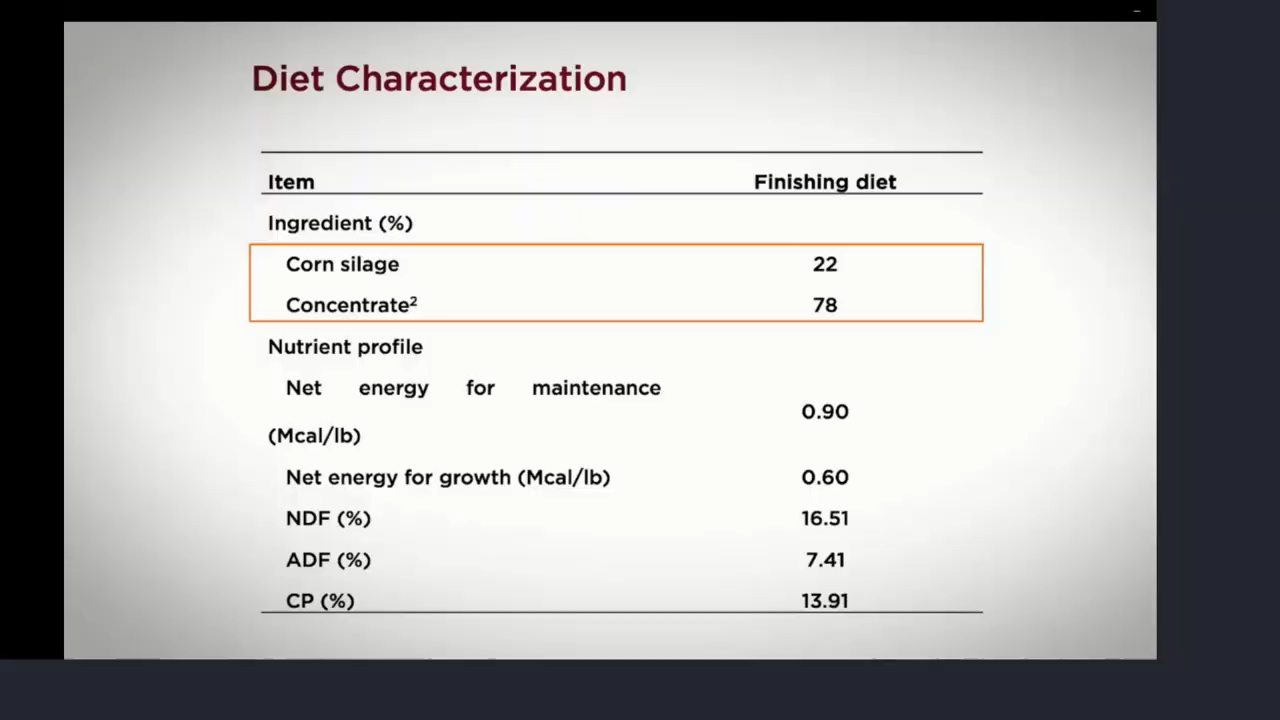 Diet Characterization
Item Finishing diet
Ingredient (%)
Corn silage 22
Concentrate² 78
Nutrient profile
Net energy for maintenance
0.90
(Mcal/lb)
Net energy for growth (Mcal/lb) 0.60
NDF (%) 16.51
ADF (%) 7.41
CP (%) 13.91